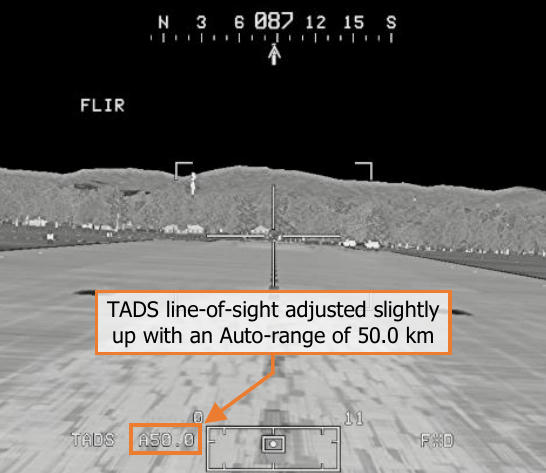 N 3 6 087 12 15 S
FLIR
TADS line-of-sight adjusted slightly
up with an Auto-range of 50.0 km
0 11
TADS A50.0 FXD